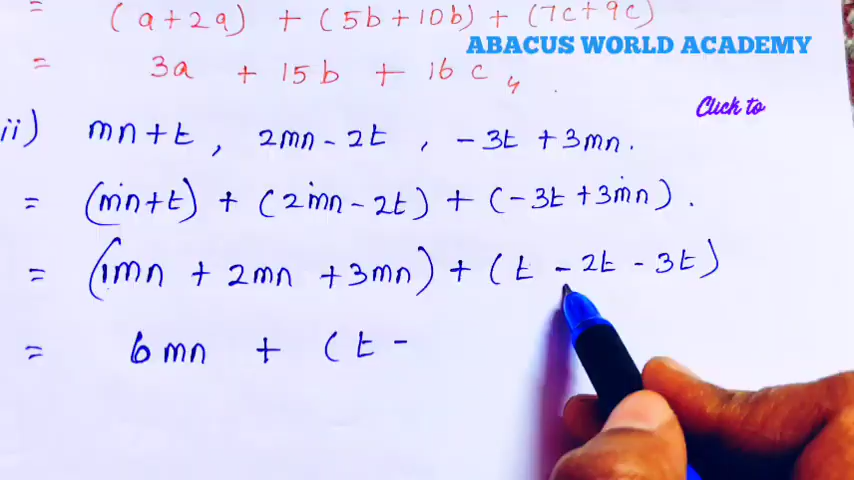 = (a+2a) + (5b+10b) + (7c+9c)
ABACUS WORLD ACADEMY
= 3a + 15b + 16c
Click to
ii) mn+t, 2mn-2t, -3t+3mn.
= (mn+t) + (2mn-2t) + (-3t+3mn).
= (1mn + 2mn + 3mn) + (t - 2t - 3t)
= 6mn + (t -